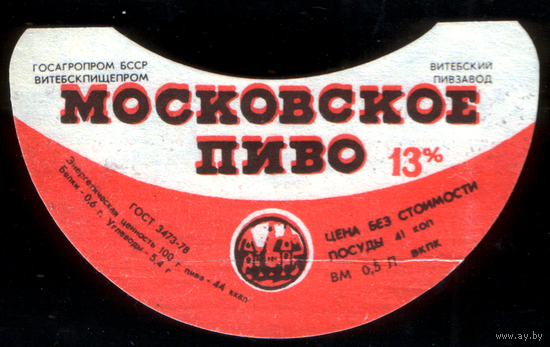 ГОСАГРОПРОМ БССР
ВИТЕБСКПИЩЕПРОМ
ВИТЕБСКИЙ
ПИВЗАВОД
МОСКОВСКОЕ
ПИВО
13%
Энергетическая ценность 100 г пива - 44 ккал
Белки - 0,6 г. Углеводы - 5,4 г
ГОСТ 3473-78
ЦЕНА БЕЗ СТОИМОСТИ
ПОСУДЫ 41 КОП
ВМ 0,5 Л ВКПК
www.ay.by